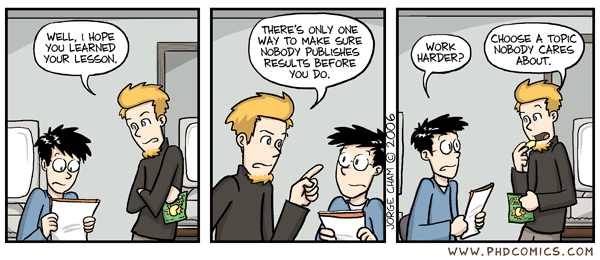 WELL, I HOPE
YOU LEARNED
YOUR LESSON.
THERE'S ONLY ONE
WAY TO MAKE SURE
NOBODY PUBLISHES
RESULTS BEFORE
YOU DO.
JORGE CHAM © 2006
WORK
HARDER?
CHOOSE A TOPIC
NOBODY CARES
ABOUT.
WWW.PHDCOMICS.COM